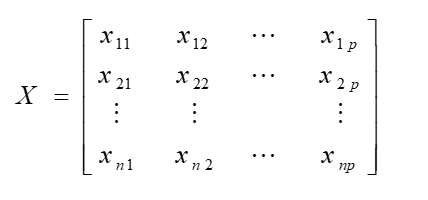 x11 x12 ⋯ x1p
x21 x22 ⋯ x2p
X =
⋮ ⋮ ⋮
xn1 xn2 ⋯ xnp